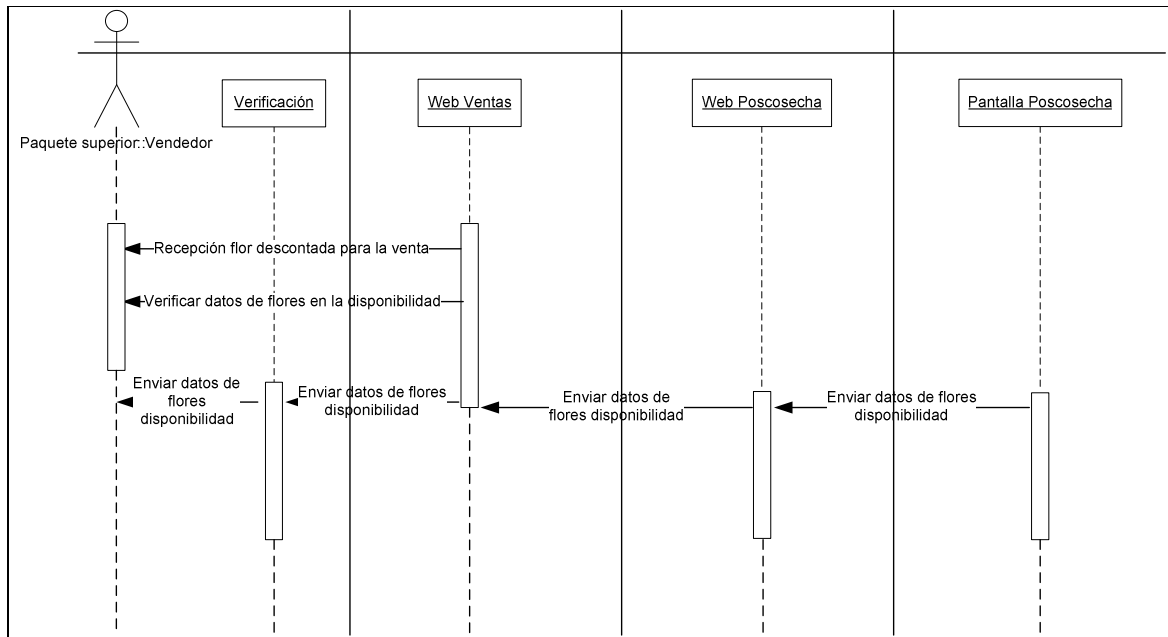 Verificación
Web Ventas
Web Poscosecha
Pantalla Poscosecha
Paquete superior::Vendedor
Recepción flor descontada para la venta
Verificar datos de flores en la disponibilidad
Enviar datos de
flores
disponibilidad
Enviar datos de flores
disponibilidad
Enviar datos de
flores disponibilidad
Enviar datos de flores
disponibilidad